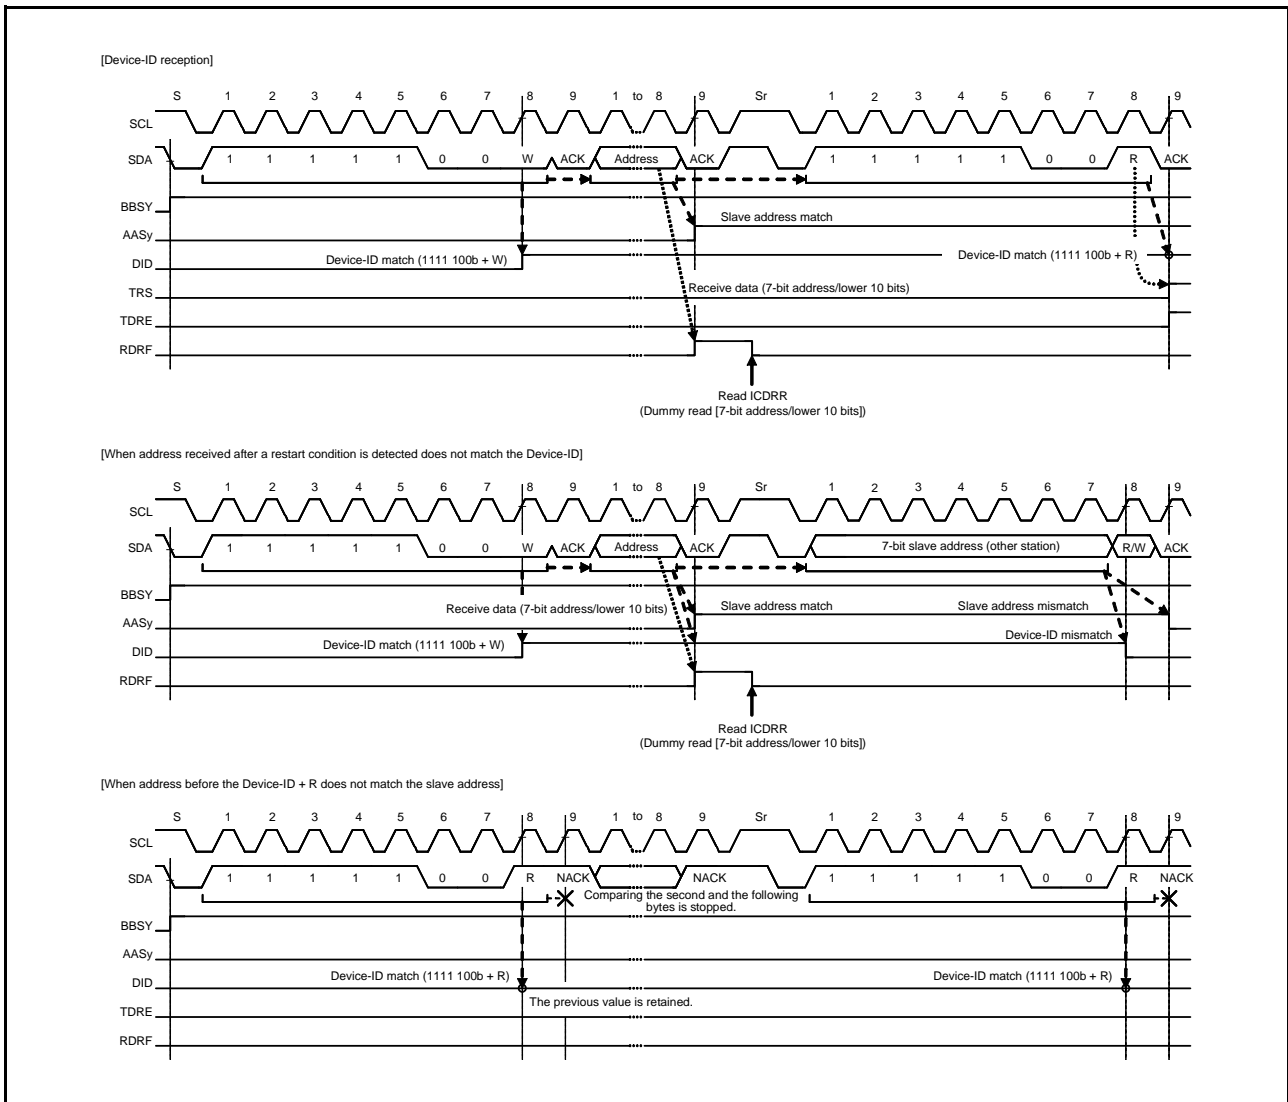 [Device-ID reception]
S 1 2 3 4 5 6 7 8 9 1 to 8 9 Sr 1 2 3 4 5 6 7 8 9
SCL
SDA 1 1 1 1 1 0 0 W ACK Address ACK 1 1 1 1 1 0 0 R ACK
BBSY
Slave address match
AASy
Device-ID match (1111 100b + W) Device-ID match (1111 100b + R)
DID
Receive data (7-bit address/lower 10 bits)
TRS
TDRE
RDRF
Read ICDRR
(Dummy read [7-bit address/lower 10 bits])
[When address received after a restart condition is detected does not match the Device-ID]
S 1 2 3 4 5 6 7 8 9 1 to 8 9 Sr 1 2 3 4 5 6 7 8 9
SCL
SDA 1 1 1 1 1 0 0 W ACK Address ACK 7-bit slave address (other station) R/W ACK
BBSY
Receive data (7-bit address/lower 10 bits) Slave address match Slave address mismatch
AASy
Device-ID match (1111 100b + W) Device-ID mismatch
DID
RDRF
Read ICDRR
(Dummy read [7-bit address/lower 10 bits])
[When address before the Device-ID + R does not match the slave address]
S 1 2 3 4 5 6 7 8 9 1 to 8 9 Sr 1 2 3 4 5 6 7 8 9
SCL
SDA 1 1 1 1 1 0 0 R NACK NACK 1 1 1 1 1 0 0 R NACK
Comparing the second and the following
bytes is stopped.
BBSY
AASy
Device-ID match (1111 100b + R) Device-ID match (1111 100b + R)
DID
The previous value is retained.
TDRE
RDRF